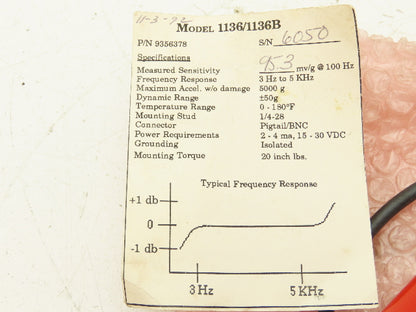 11-3-92
MODEL 1136/1136B
P/N 9356378 S/N 6050
Specifications
Measured Sensitivity 95.3 mv/g @ 100 Hz
Frequency Response 3 Hz to 5 KHz
Maximum Accel. w/o damage 5000 g
Dynamic Range ±50g
Temperature Range 0 - 180°F
Mounting Stud 1/4-28
Connector Pigtail/BNC
Power Requirements 2 - 4 ma, 15 - 30 VDC
Grounding Isolated
Mounting Torque 20 inch lbs.
Typical Frequency Response
+1 db
0
-1 db
3 Hz 5 KHz